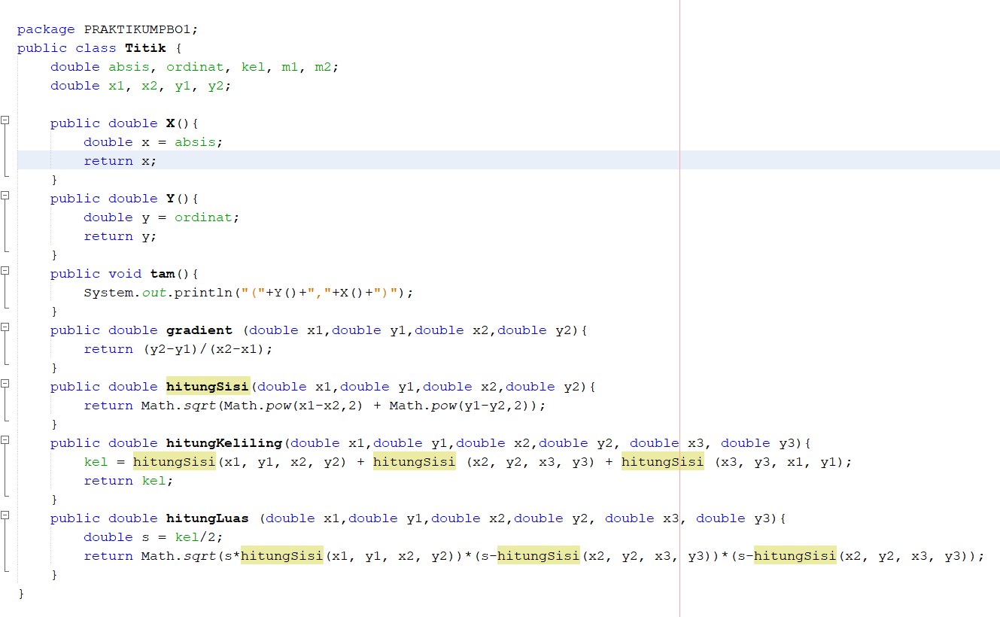 package PRAKTIKUMPBO1;
public class Titik {
    double absis, ordinat, kel, m1, m2;
    double x1, x2, y1, y2;

    public double X(){
        double x = absis;
        return x;
    }
    public double Y(){
        double y = ordinat;
        return y;
    }
    public void tam(){
        System.out.println("("+Y()+","+X()+")");
    }
    public double gradient (double x1,double y1,double x2,double y2){
        return (y2-y1)/(x2-x1);
    }
    public double hitungSisi(double x1,double y1,double x2,double y2){
        return Math.sqrt(Math.pow(x1-x2,2) + Math.pow(y1-y2,2));
    }
    public double hitungKeliling(double x1,double y1,double x2,double y2, double x3, double y3){
        kel = hitungSisi(x1, y1, x2, y2) + hitungSisi (x2, y2, x3, y3) + hitungSisi (x3, y3, x1, y1);
        return kel;
    }
    public double hitungLuas (double x1,double y1,double x2,double y2, double x3, double y3){
        double s = kel/2;
        return Math.sqrt(s*hitungSisi(x1, y1, x2, y2))*(s-hitungSisi(x2, y2, x3, y3))*(s-hitungSisi(x2, y2, x3, y3));
    }
}